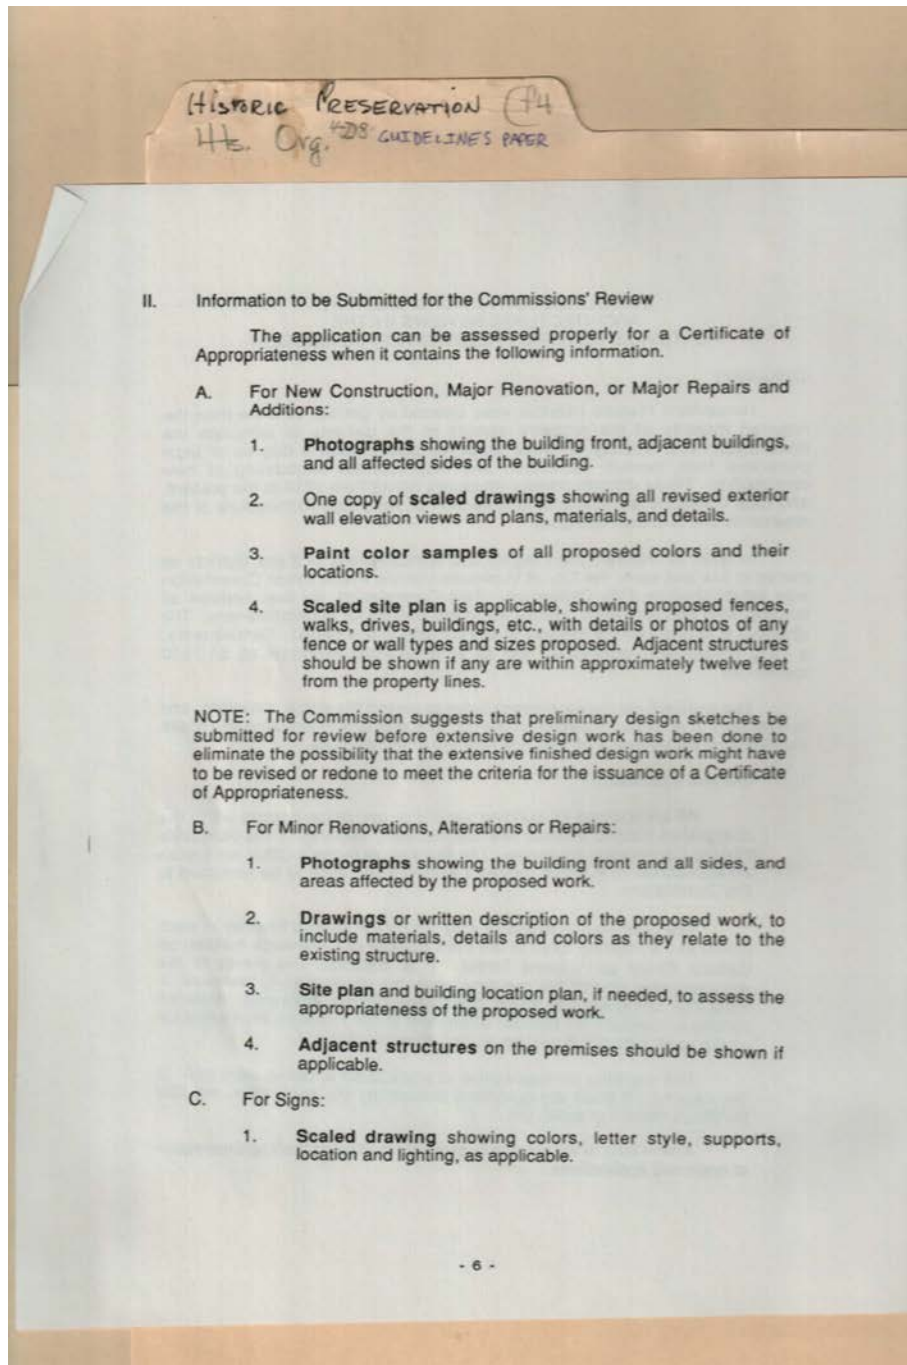 HISTORIC PRESERVATION
Hts. Org. GUIDELINES PAPER
II. Information to be Submitted for the Commissions' Review
The application can be assessed properly for a Certificate of
Appropriateness when it contains the following information.
A. For New Construction, Major Renovation, or Major Repairs and
Additions:
1. Photographs showing the building front, adjacent buildings,
and all affected sides of the building.
2. One copy of scaled drawings showing all revised exterior
wall elevation views and plans, materials, and details.
3. Paint color samples of all proposed colors and their
locations.
4. Scaled site plan is applicable, showing proposed fences,
walks, drives, buildings, etc., with details or photos of any
fence or wall types and sizes proposed. Adjacent structures
should be shown if any are within approximately twelve feet
from the property lines.
NOTE: The Commission suggests that preliminary design sketches be
submitted for review before extensive design work has been done to
eliminate the possibility that the extensive finished design work might have
to be revised or redone to meet the criteria for the issuance of a Certificate
of Appropriateness.
B. For Minor Renovations, Alterations or Repairs:
1. Photographs showing the building front and all sides, and
areas affected by the proposed work.
2. Drawings or written description of the proposed work, to
include materials, details and colors as they relate to the
existing structure.
3. Site plan and building location plan, if needed, to assess the
appropriateness of the proposed work.
4. Adjacent structures on the premises should be shown if
applicable.
C. For Signs:
1. Scaled drawing showing colors, letter style, supports,
location and lighting, as applicable.
- 6 -